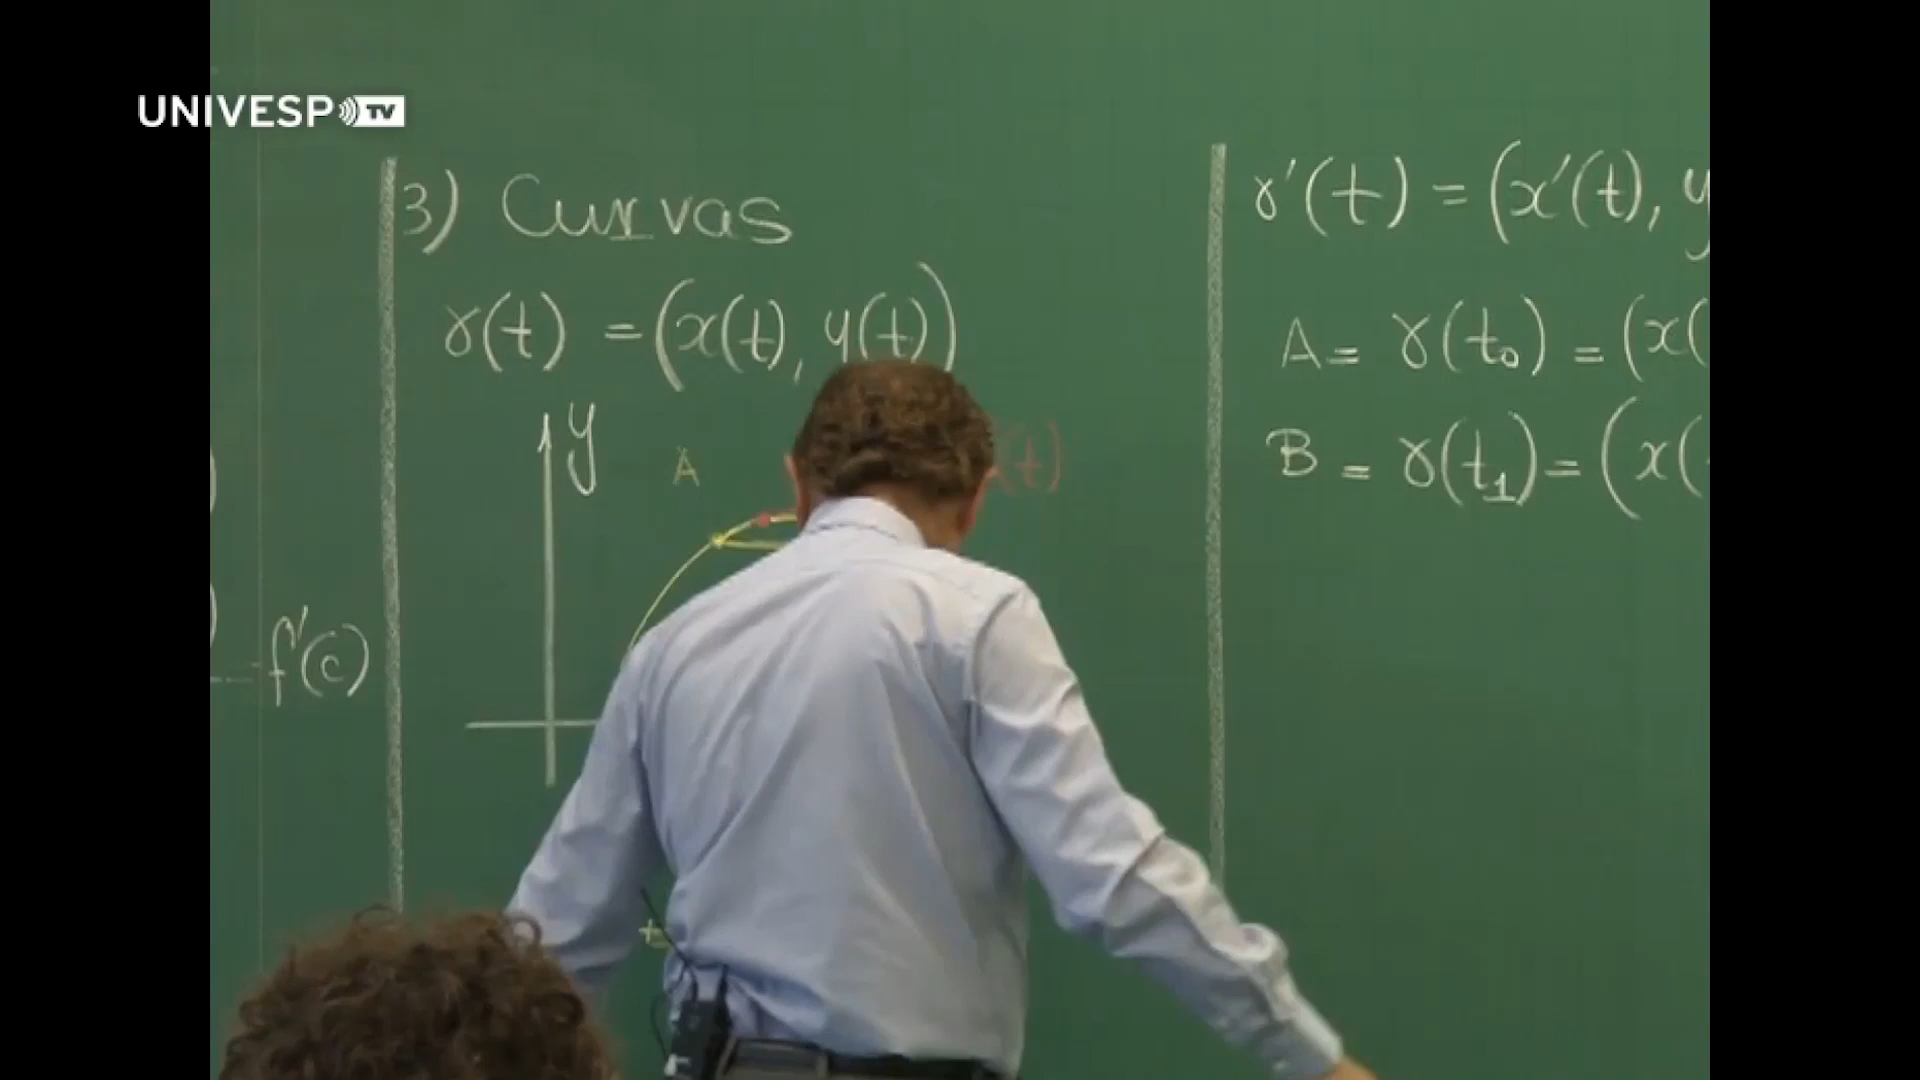 UNIVESP TV
f'(c)
3) Curvas
γ(t) = (x(t), y(t))
y
A
(t)
t
γ'(t) = (x'(t), y
A = γ(t₀) = (x(
B = γ(t₁) = (x(